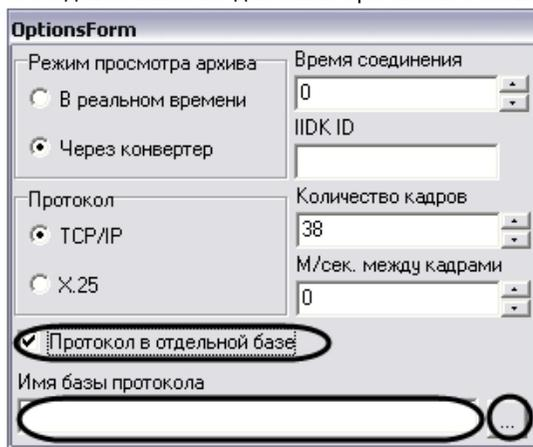 OptionsForm
Режим просмотра архива
В реальном времени
Через конвертер
Время соединения
0
IIDK ID
Протокол
TCP/IP
X.25
Количество кадров
38
М/сек. между кадрами
0
Протокол в отдельной базе
Имя базы протокола
...